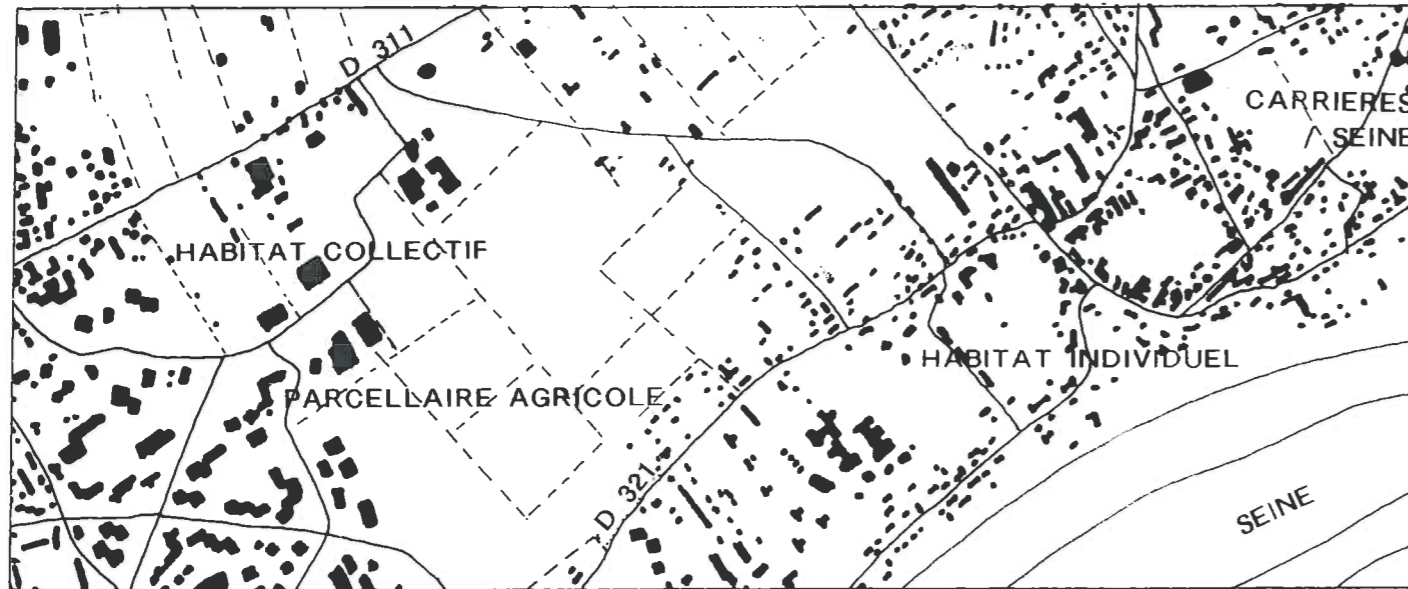 D 311
CARRIERES
/ SEINE
HABITAT COLLECTIF
HABITAT INDIVIDUEL
PARCELLAIRE AGRICOLE
D 321
SEINE